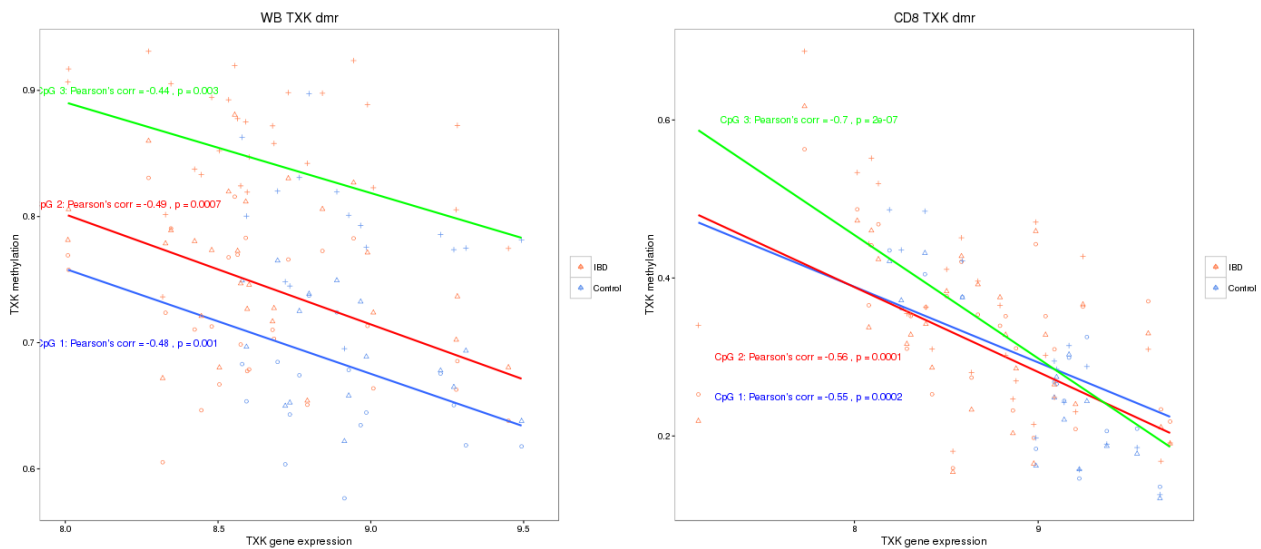 WB TXK dmr
CpG 3: Pearson's corr = -0.44 , p = 0.003
pG 2: Pearson's corr = -0.49 , p = 0.0007
CpG 1: Pearson's corr = -0.48 , p = 0.001
0.9
0.8
0.7
0.6
TXK methylation
8.0
8.5
9.0
9.5
TXK gene expression
IBD
Control
CD8 TXK dmr
CpG 3: Pearson's corr = -0.7 , p = 2e-07
CpG 2: Pearson's corr = -0.56 , p = 0.0001
CpG 1: Pearson's corr = -0.55 , p = 0.0002
0.6
0.4
0.2
TXK methylation
8
9
TXK gene expression
IBD
Control